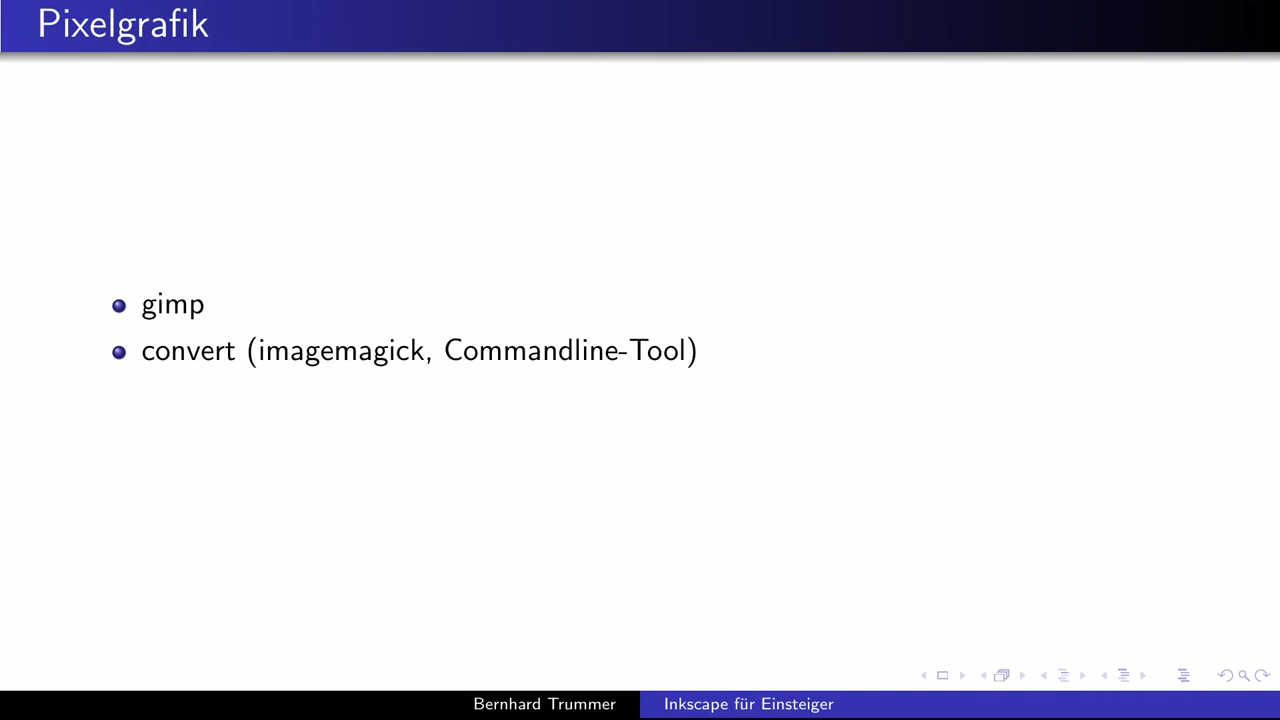 Pixelgrafik
gimp
convert (imagemagick, Commandline-Tool)
Bernhard Trummer
Inkscape für Einsteiger